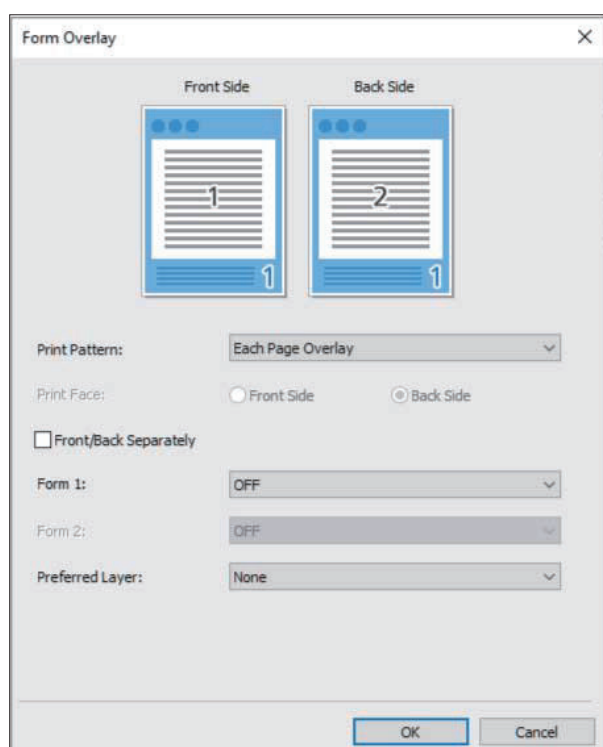 Form Overlay
Front Side Back Side
1 2
1 1
Print Pattern: Each Page Overlay
Print Face: Front Side Back Side
Front/Back Separately
Form 1: OFF
Form 2: OFF
Preferred Layer: None
OK Cancel